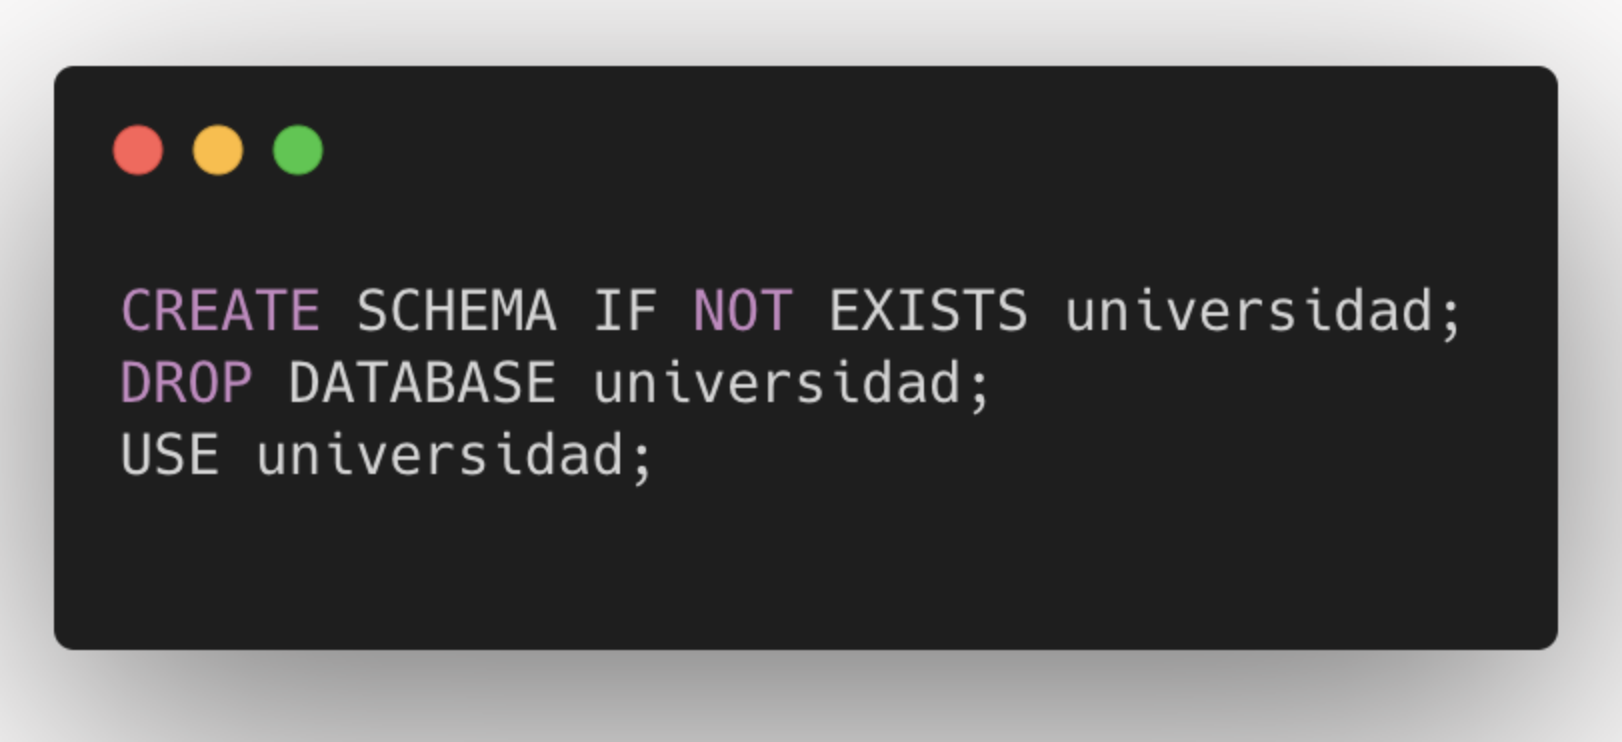 CREATE SCHEMA IF NOT EXISTS universidad;
DROP DATABASE universidad;
USE universidad;